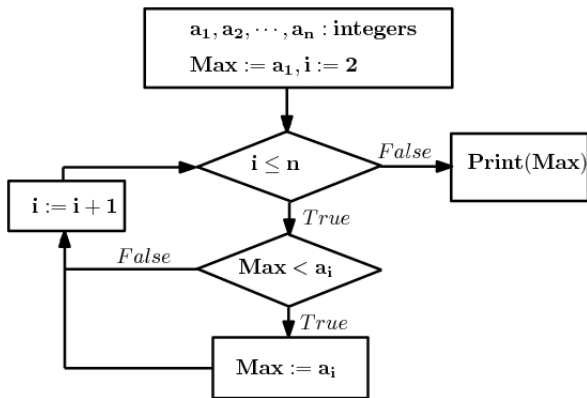 a₁, a₂, ⋯, aₙ : integers
Max := a₁, i := 2
i ≤ n
False
Print(Max)
i := i + 1
True
False
Max < aᵢ
True
Max := aᵢ